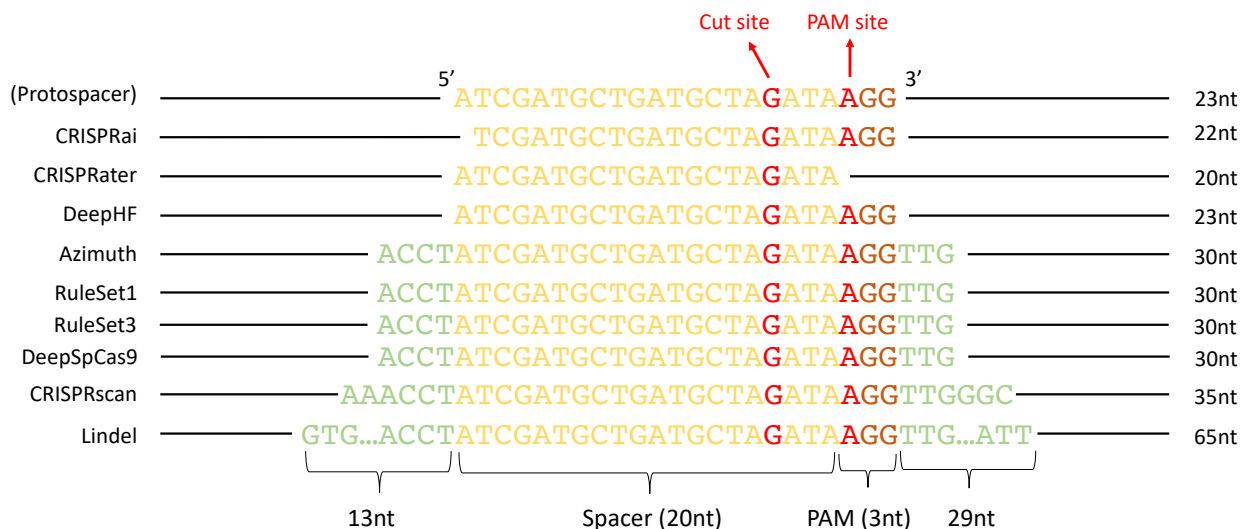 Cut site PAM site
5’ 3’
(Protospacer) ATCGATGCTGATGCTAGATAAGG 23nt
CRISPRai TCGATGCTGATGCTAGATAAGG 22nt
CRISPRater ATCGATGCTGATGCTAGATA 20nt
DeepHF ATCGATGCTGATGCTAGATAAGG 23nt
Azimuth ACCTATCGATGCTGATGCTAGATAAGGTTG 30nt
RuleSet1 ACCTATCGATGCTGATGCTAGATAAGGTTG 30nt
RuleSet3 ACCTATCGATGCTGATGCTAGATAAGGTTG 30nt
DeepSpCas9 ACCTATCGATGCTGATGCTAGATAAGGTTG 30nt
CRISPRscan AAACCTATCGATGCTGATGCTAGATAAGGTTGGGC 35nt
Lindel GTG...ACCTATCGATGCTGATGCTAGATAAGGTTG...ATT 65nt
13nt Spacer (20nt) PAM (3nt) 29nt